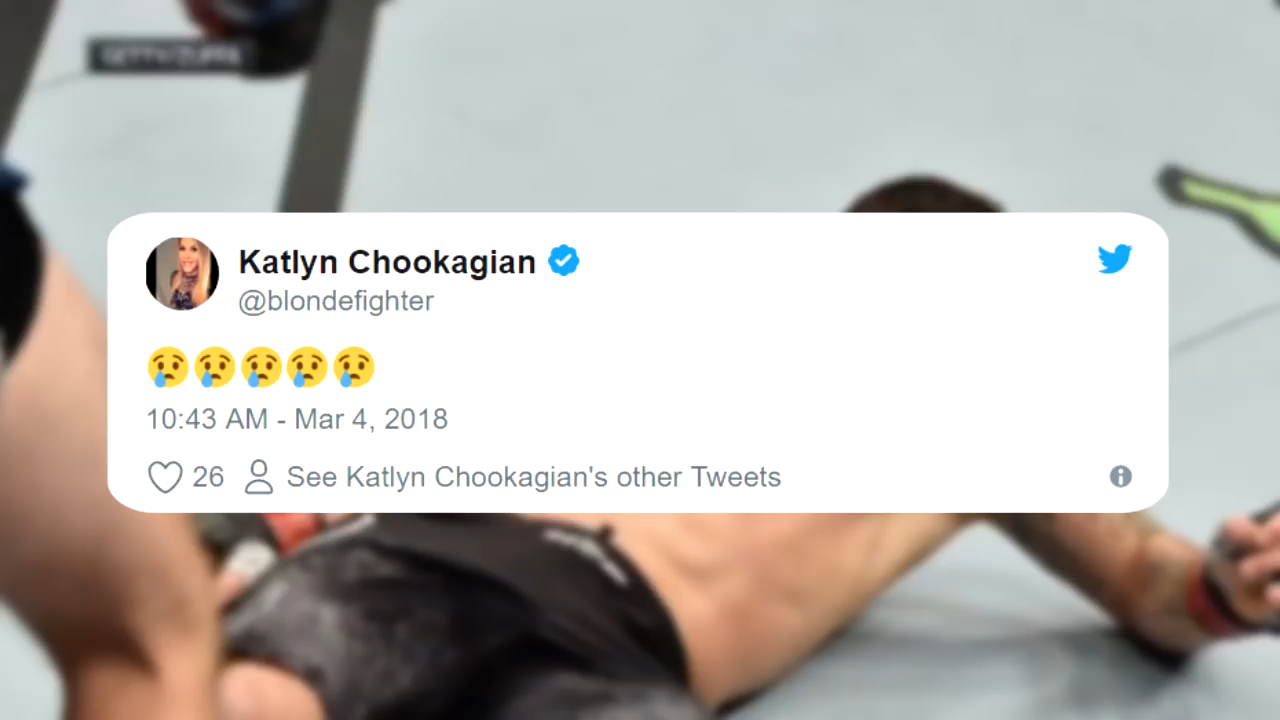 Katlyn Chookagian
@blondefighter
😢😢😢😢😢
10:43 AM - Mar 4, 2018
26 See Katlyn Chookagian's other Tweets